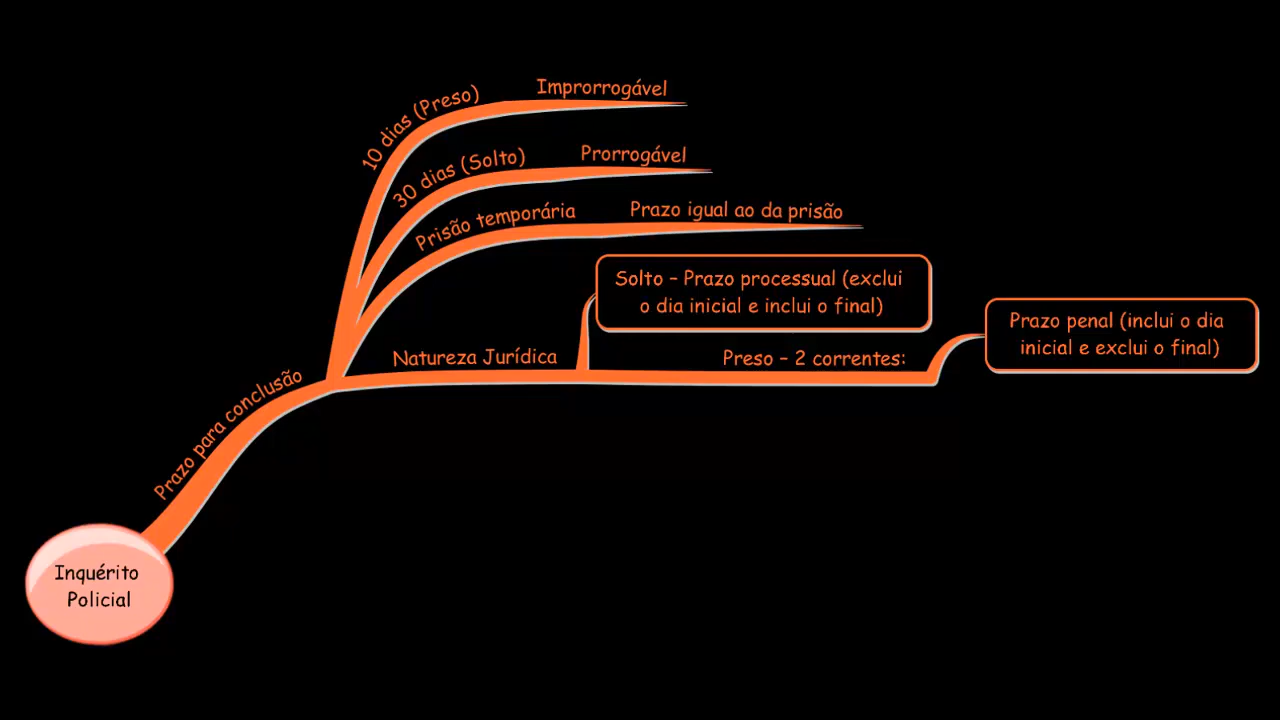 10 dias (Preso)
Improrrogável
30 dias (Solto)
Prorrogável
Prisão temporária
Prazo igual ao da prisão
Solto – Prazo processual (exclui
o dia inicial e inclui o final)
Prazo penal (inclui o dia
inicial e exclui o final)
Natureza Jurídica
Preso – 2 correntes:
Prazo para conclusão
Inquérito
Policial